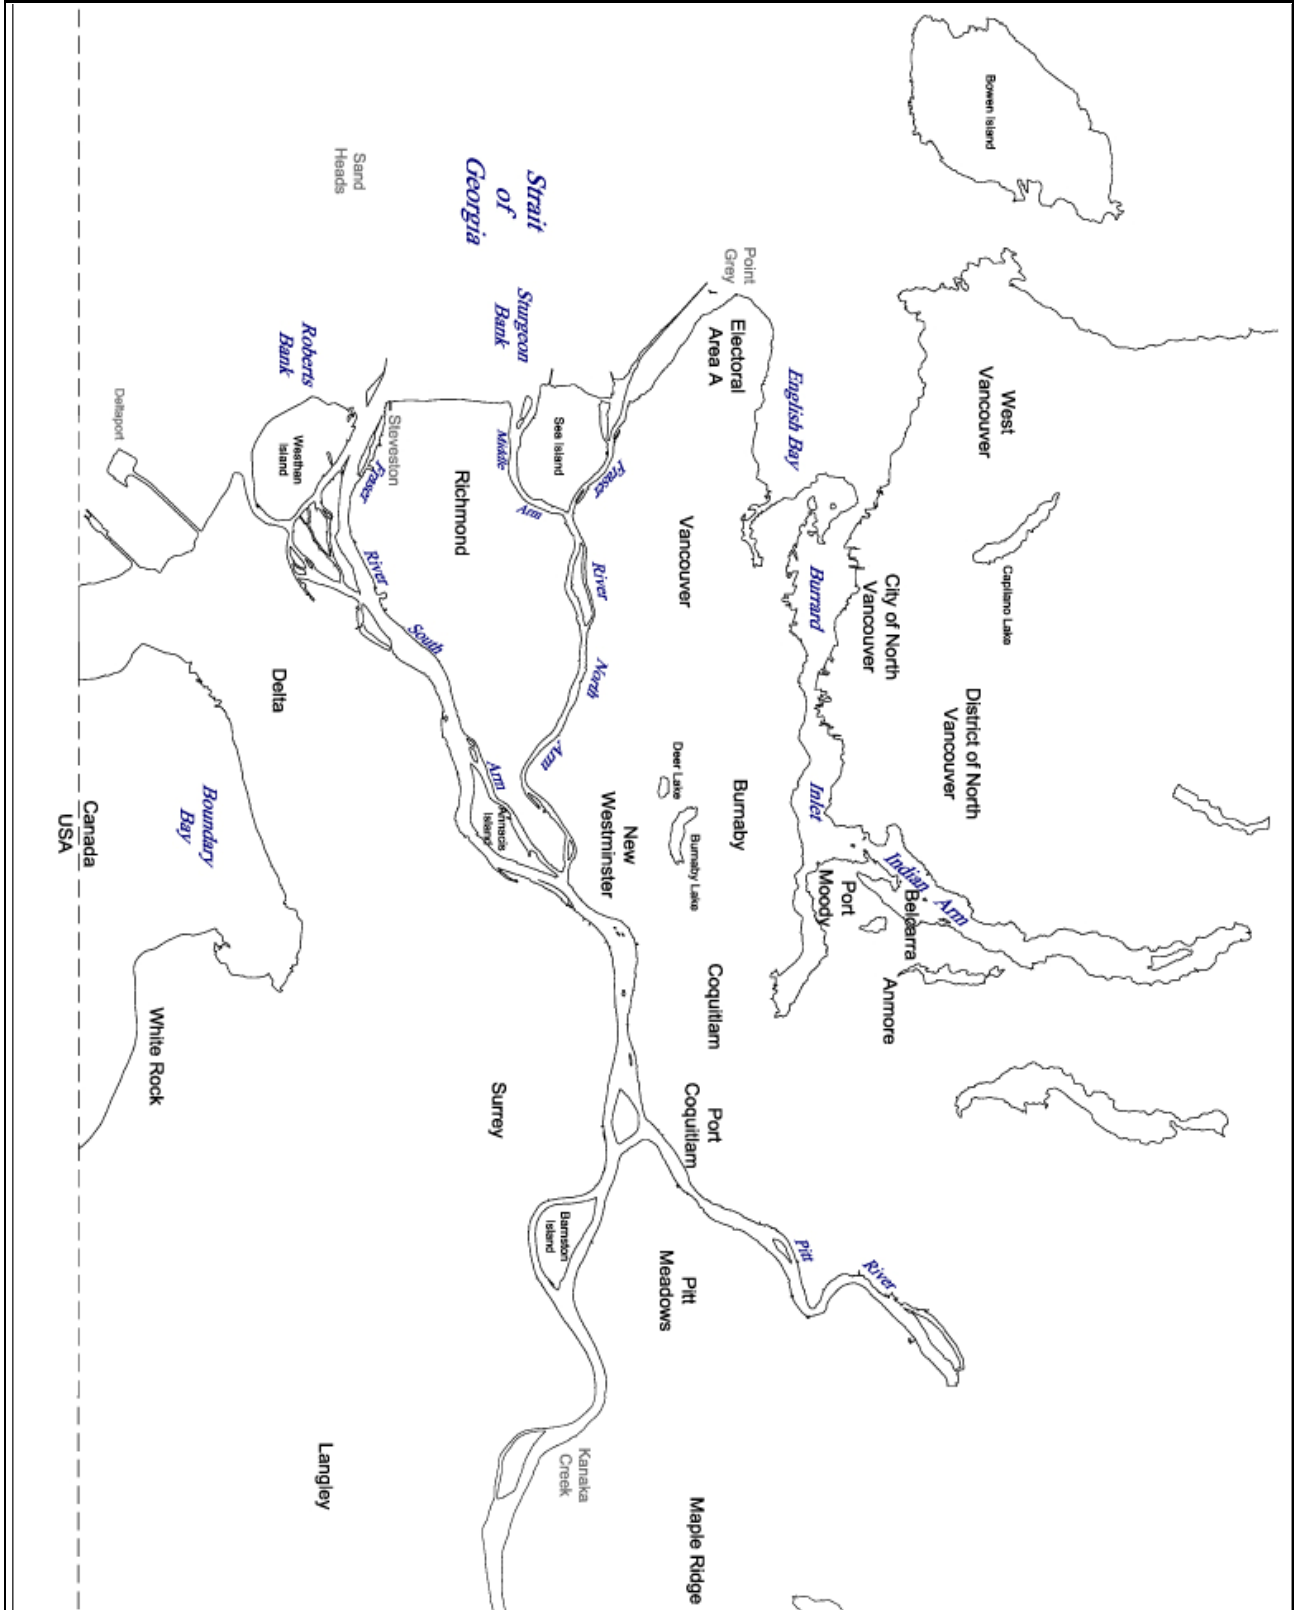 Bowen Island
West
Vancouver
Capilano Lake
City of North
Vancouver
District of North
Vancouver
Indian Arm
Belcarra
Anmore
Port
Moody
Point
Grey
Electoral
Area A
English Bay
Burrard Inlet
Vancouver
Burnaby
Deer Lake
Burnaby Lake
New
Westminster
Coquitlam
Port
Coquitlam
Pitt River
Pitt
Meadows
Maple Ridge
Strait
of
Georgia
Sturgeon
Bank
Sea Island
Middle Arm
Fraser River North Arm
Richmond
Sand
Heads
Roberts
Bank
Steveston
Westhan
Island
Fraser River South Arm
Annacis
Island
Surrey
Barnston
Island
Kanaka
Creek
Langley
Deltaport
Delta
Boundary
Bay
White Rock
Canada
USA